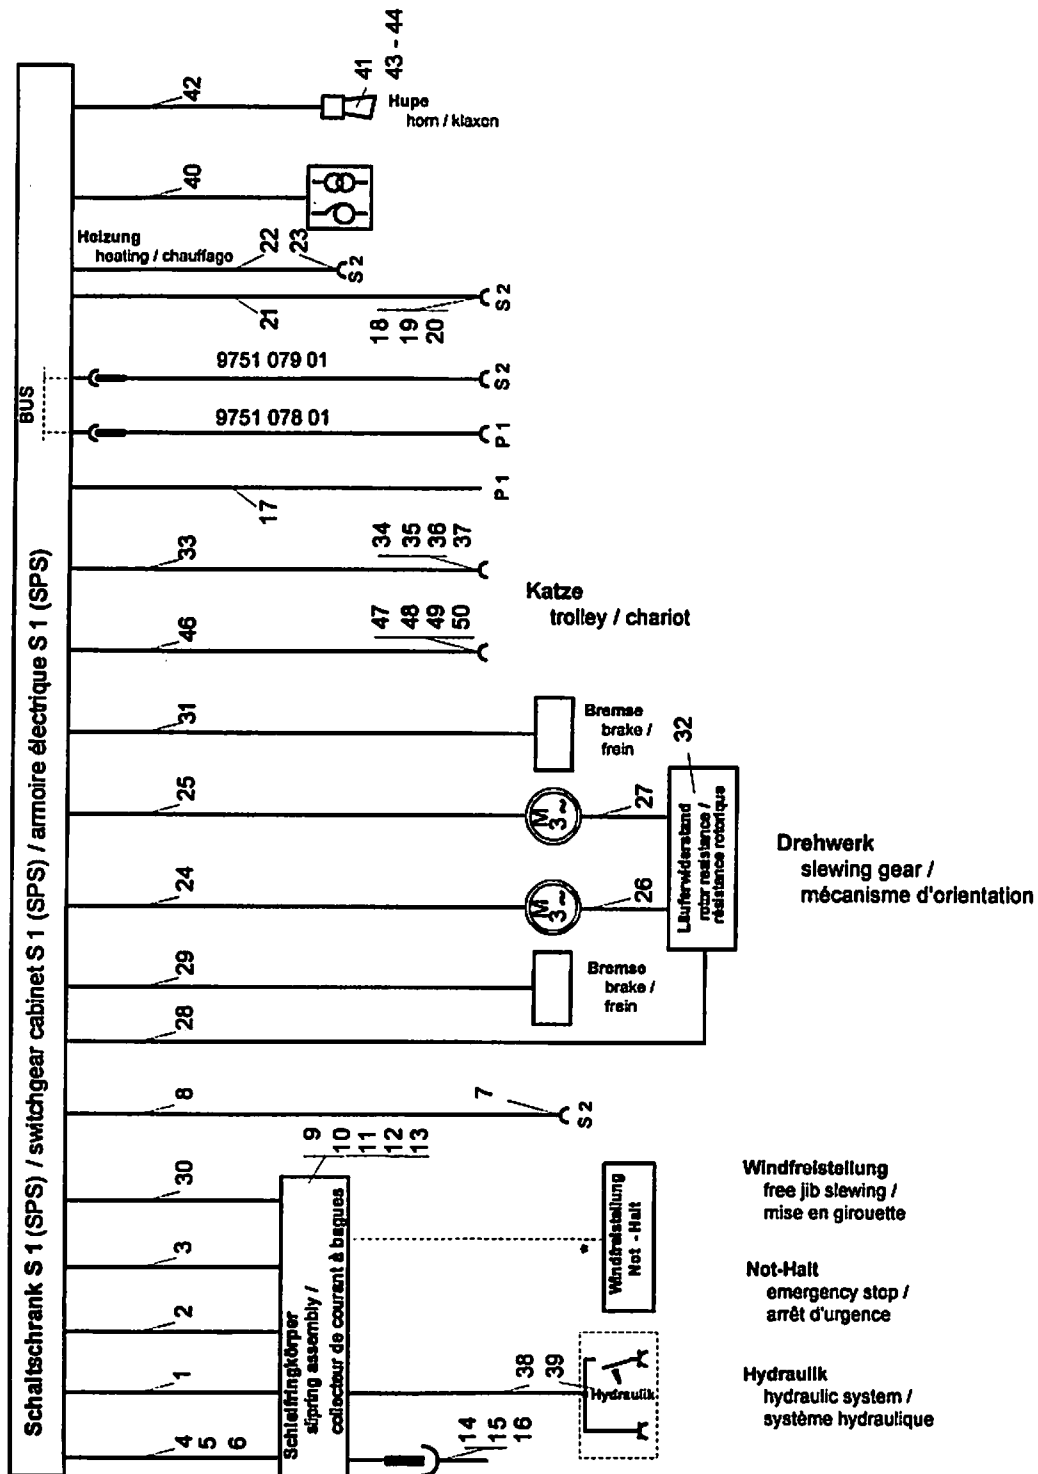 Schaltschrank S 1 (SPS) / switchgear cabinet S 1 (SPS) / armoire électrique S 1 (SPS)
42
41
43 - 44
Hupe
horn / klaxon
40
Heizung
heating / chauffage
22
23
S 2
21
18
19
20
S 2
BUS
9751 079 01
S 2
9751 078 01
P 1
17
P 1
33
34
35
36
37
Katze
trolley / chariot
46
47
48
49
50
31
Bremse
brake /
frein
32
25
M
3 ~
27
Läuferwiderstand
rotor resistance /
résistance rotorique
Drehwerk
slewing gear /
mécanisme d'orientation
24
M
3 ~
26
29
Bremse
brake /
frein
28
8
7
S 2
9
10
11
12
13
30
3
2
1
4
5
6
Schleifringkörper
slipring assembly /
collecteur de courant à bagues
*
Windfreistellung
Not - Halt
Windfreistellung
free jib slewing /
mise en girouette
Not-Halt
emergency stop /
arrêt d'urgence
38
39
Hydraulik
Hydraulik
hydraulic system /
système hydraulique
14
15
16